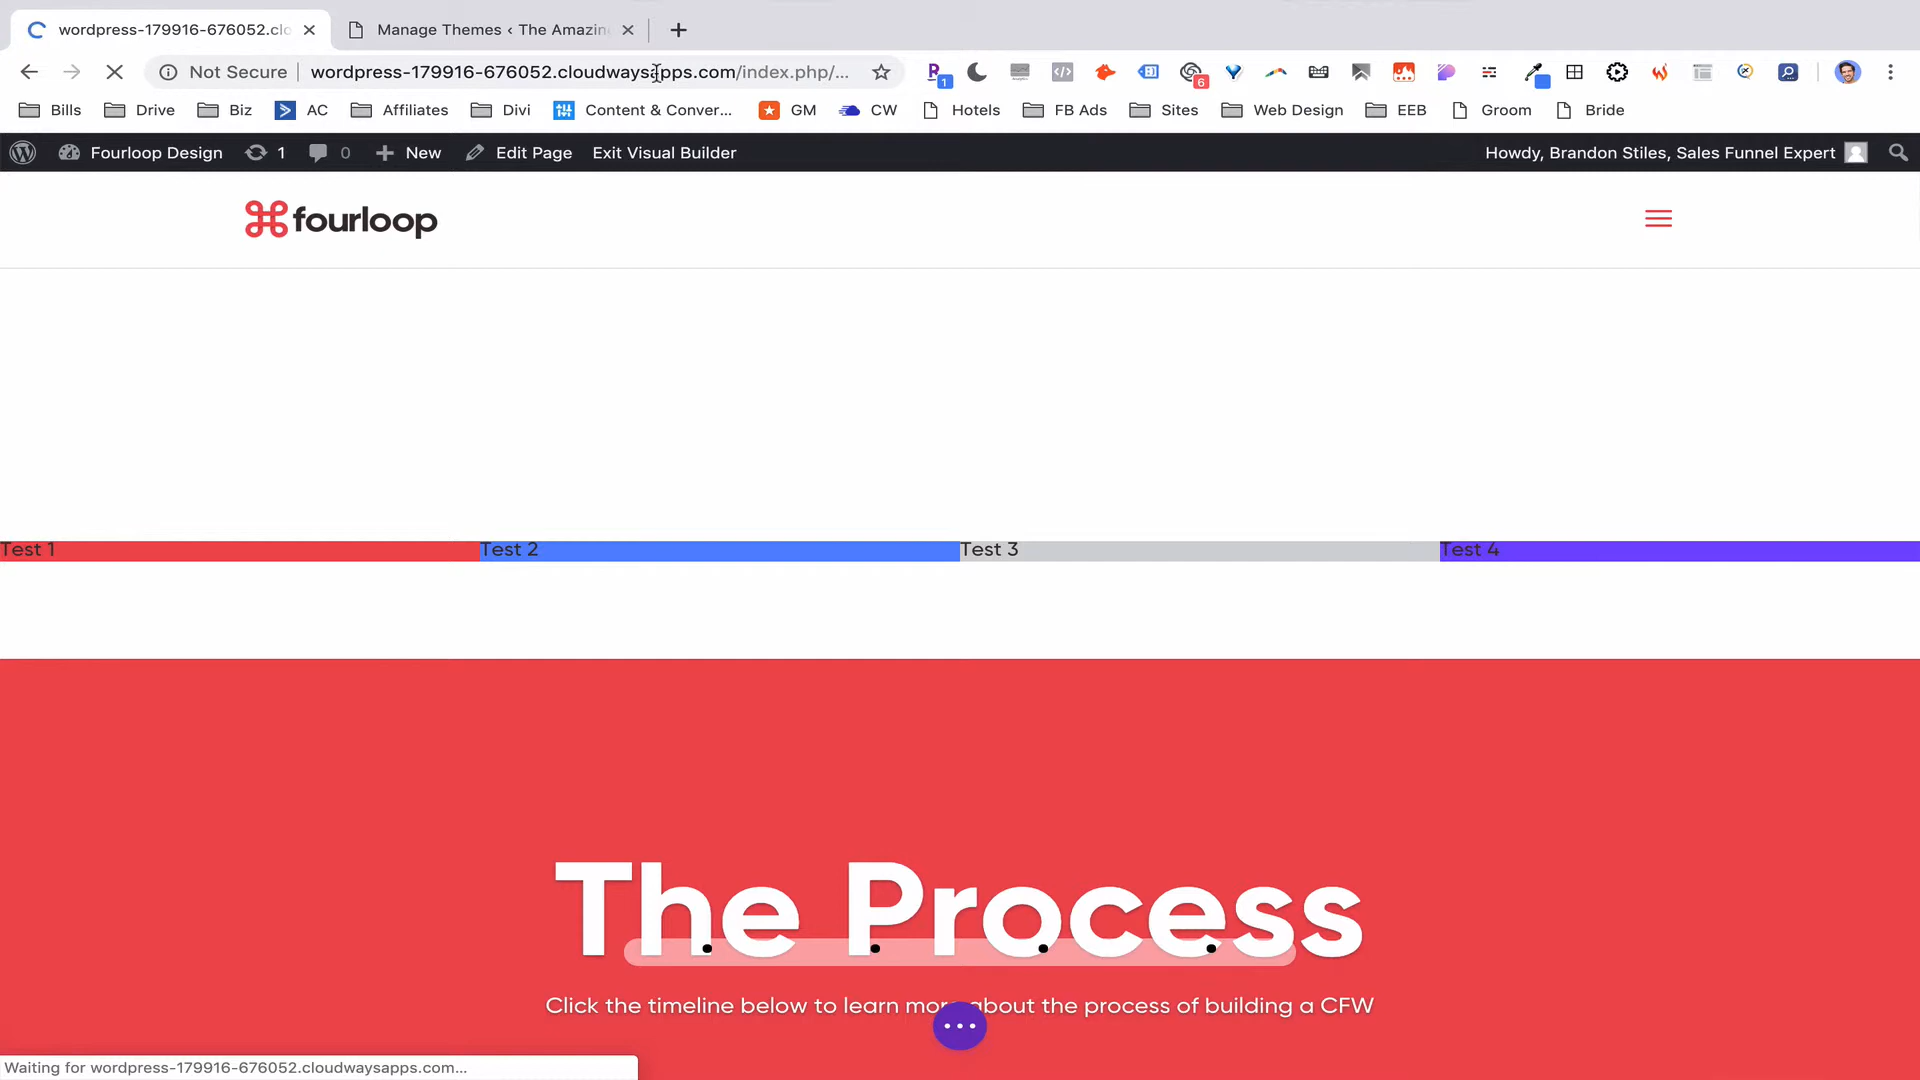 wordpress-179916-676052.clo
Manage Themes ‹ The Amazin
Not Secure
wordpress-179916-676052.cloudwaysapps.com/index.php/...
1
6
Bills
Drive
Biz
AC
Affiliates
Divi
Content & Conver...
GM
CW
Hotels
FB Ads
Sites
Web Design
EEB
Groom
Bride
Fourloop Design
1
0
New
Edit Page
Exit Visual Builder
Howdy, Brandon Stiles, Sales Funnel Expert
fourloop
Test 1
Test 2
Test 3
Test 4
The Process
Click the timeline below to learn more about the process of building a CFW
Waiting for wordpress-179916-676052.cloudwaysapps.com...